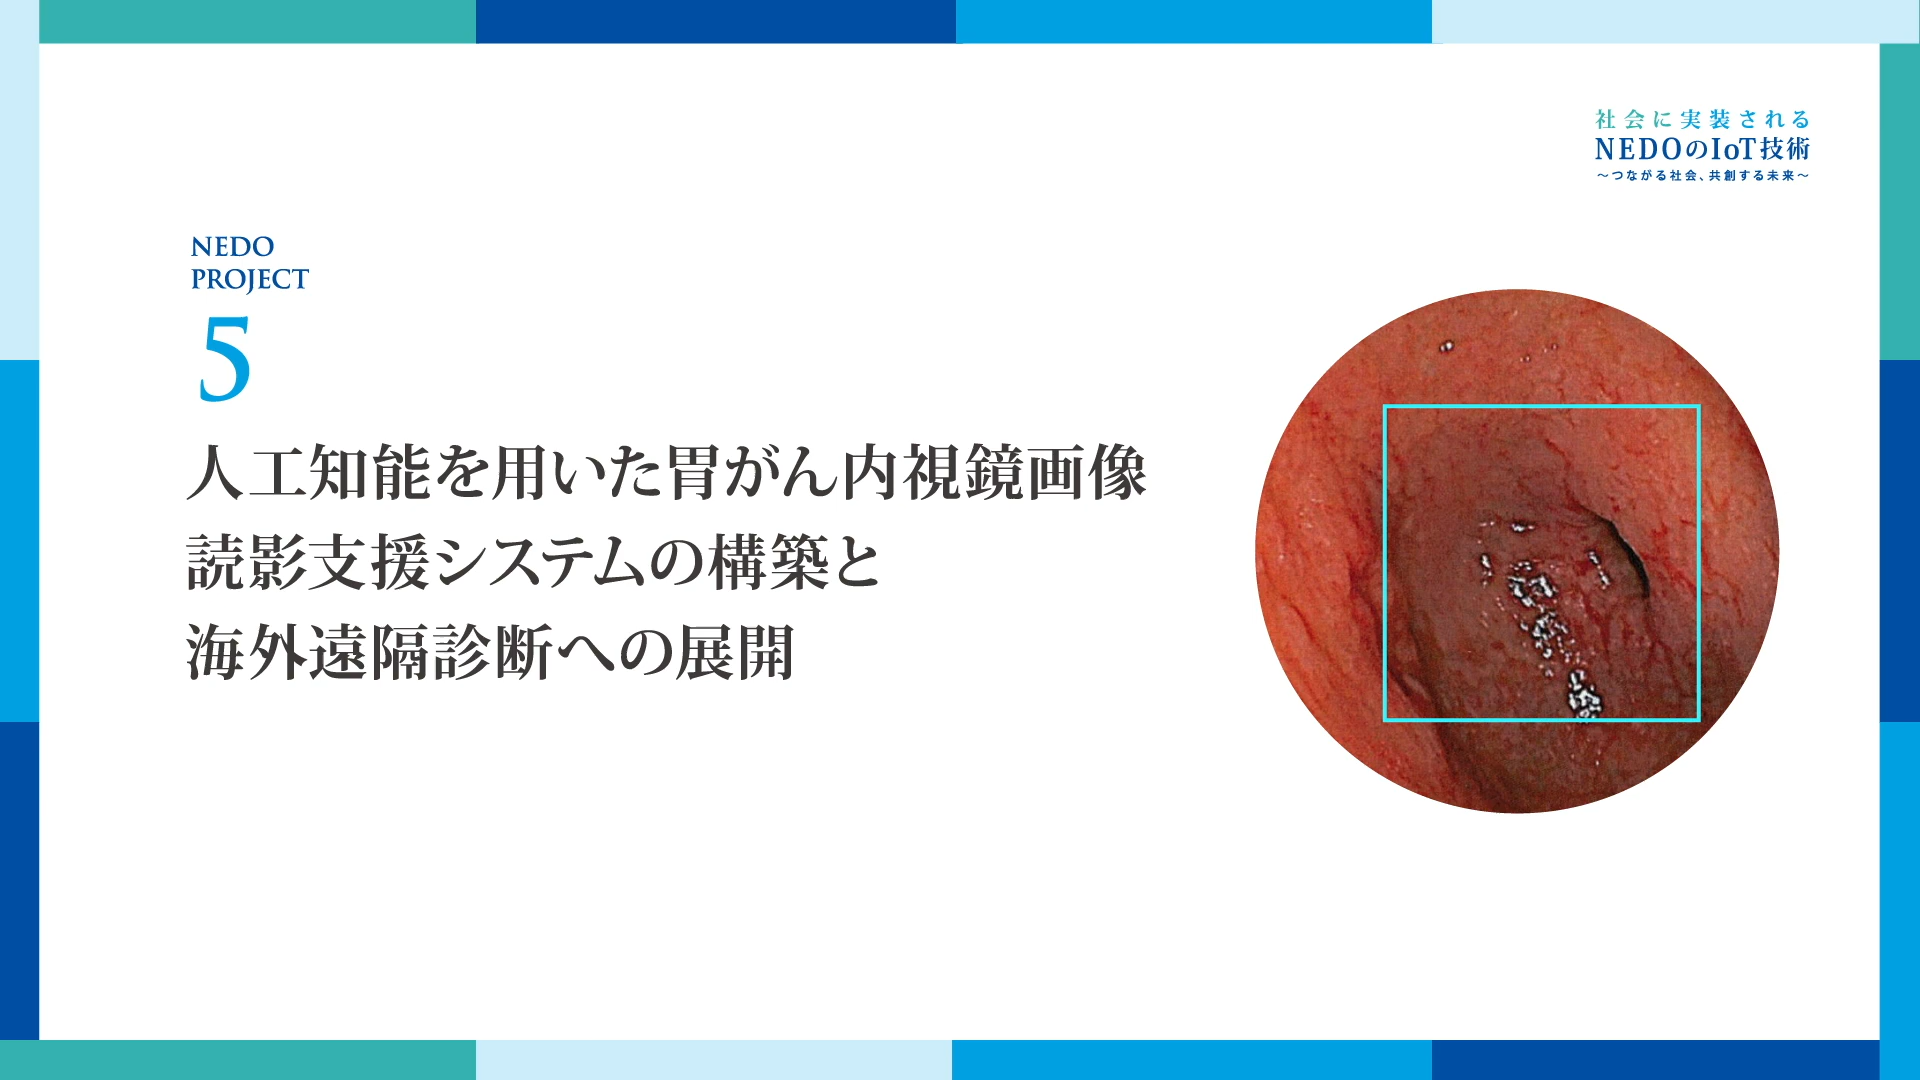 社会に実装される
NEDOのIoT技術
～つながる社会、共創する未来～
NEDO
PROJECT
5
人工知能を用いた胃がん内視鏡画像
読影支援システムの構築と
海外遠隔診断への展開